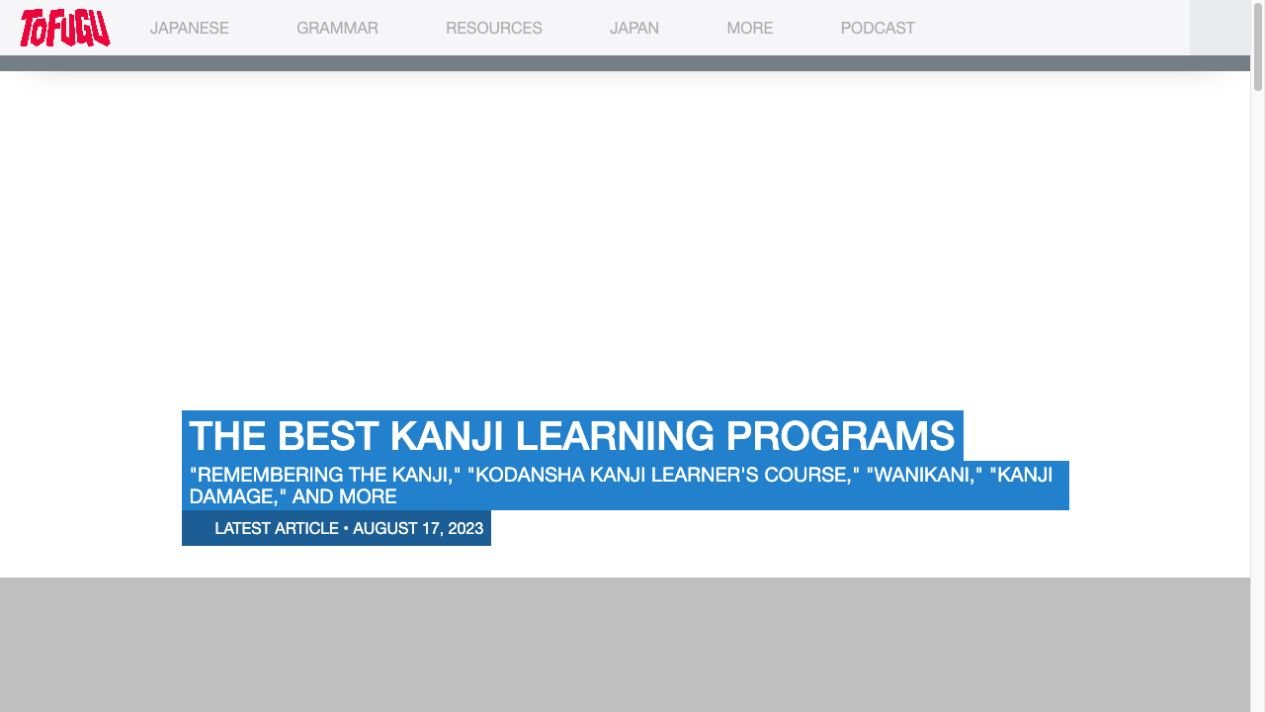 TOFUGU
JAPANESE
GRAMMAR
RESOURCES
JAPAN
MORE
PODCAST
THE BEST KANJI LEARNING PROGRAMS
"REMEMBERING THE KANJI," "KODANSHA KANJI LEARNER'S COURSE," "WANIKANI," "KANJI
DAMAGE," AND MORE
LATEST ARTICLE • AUGUST 17, 2023